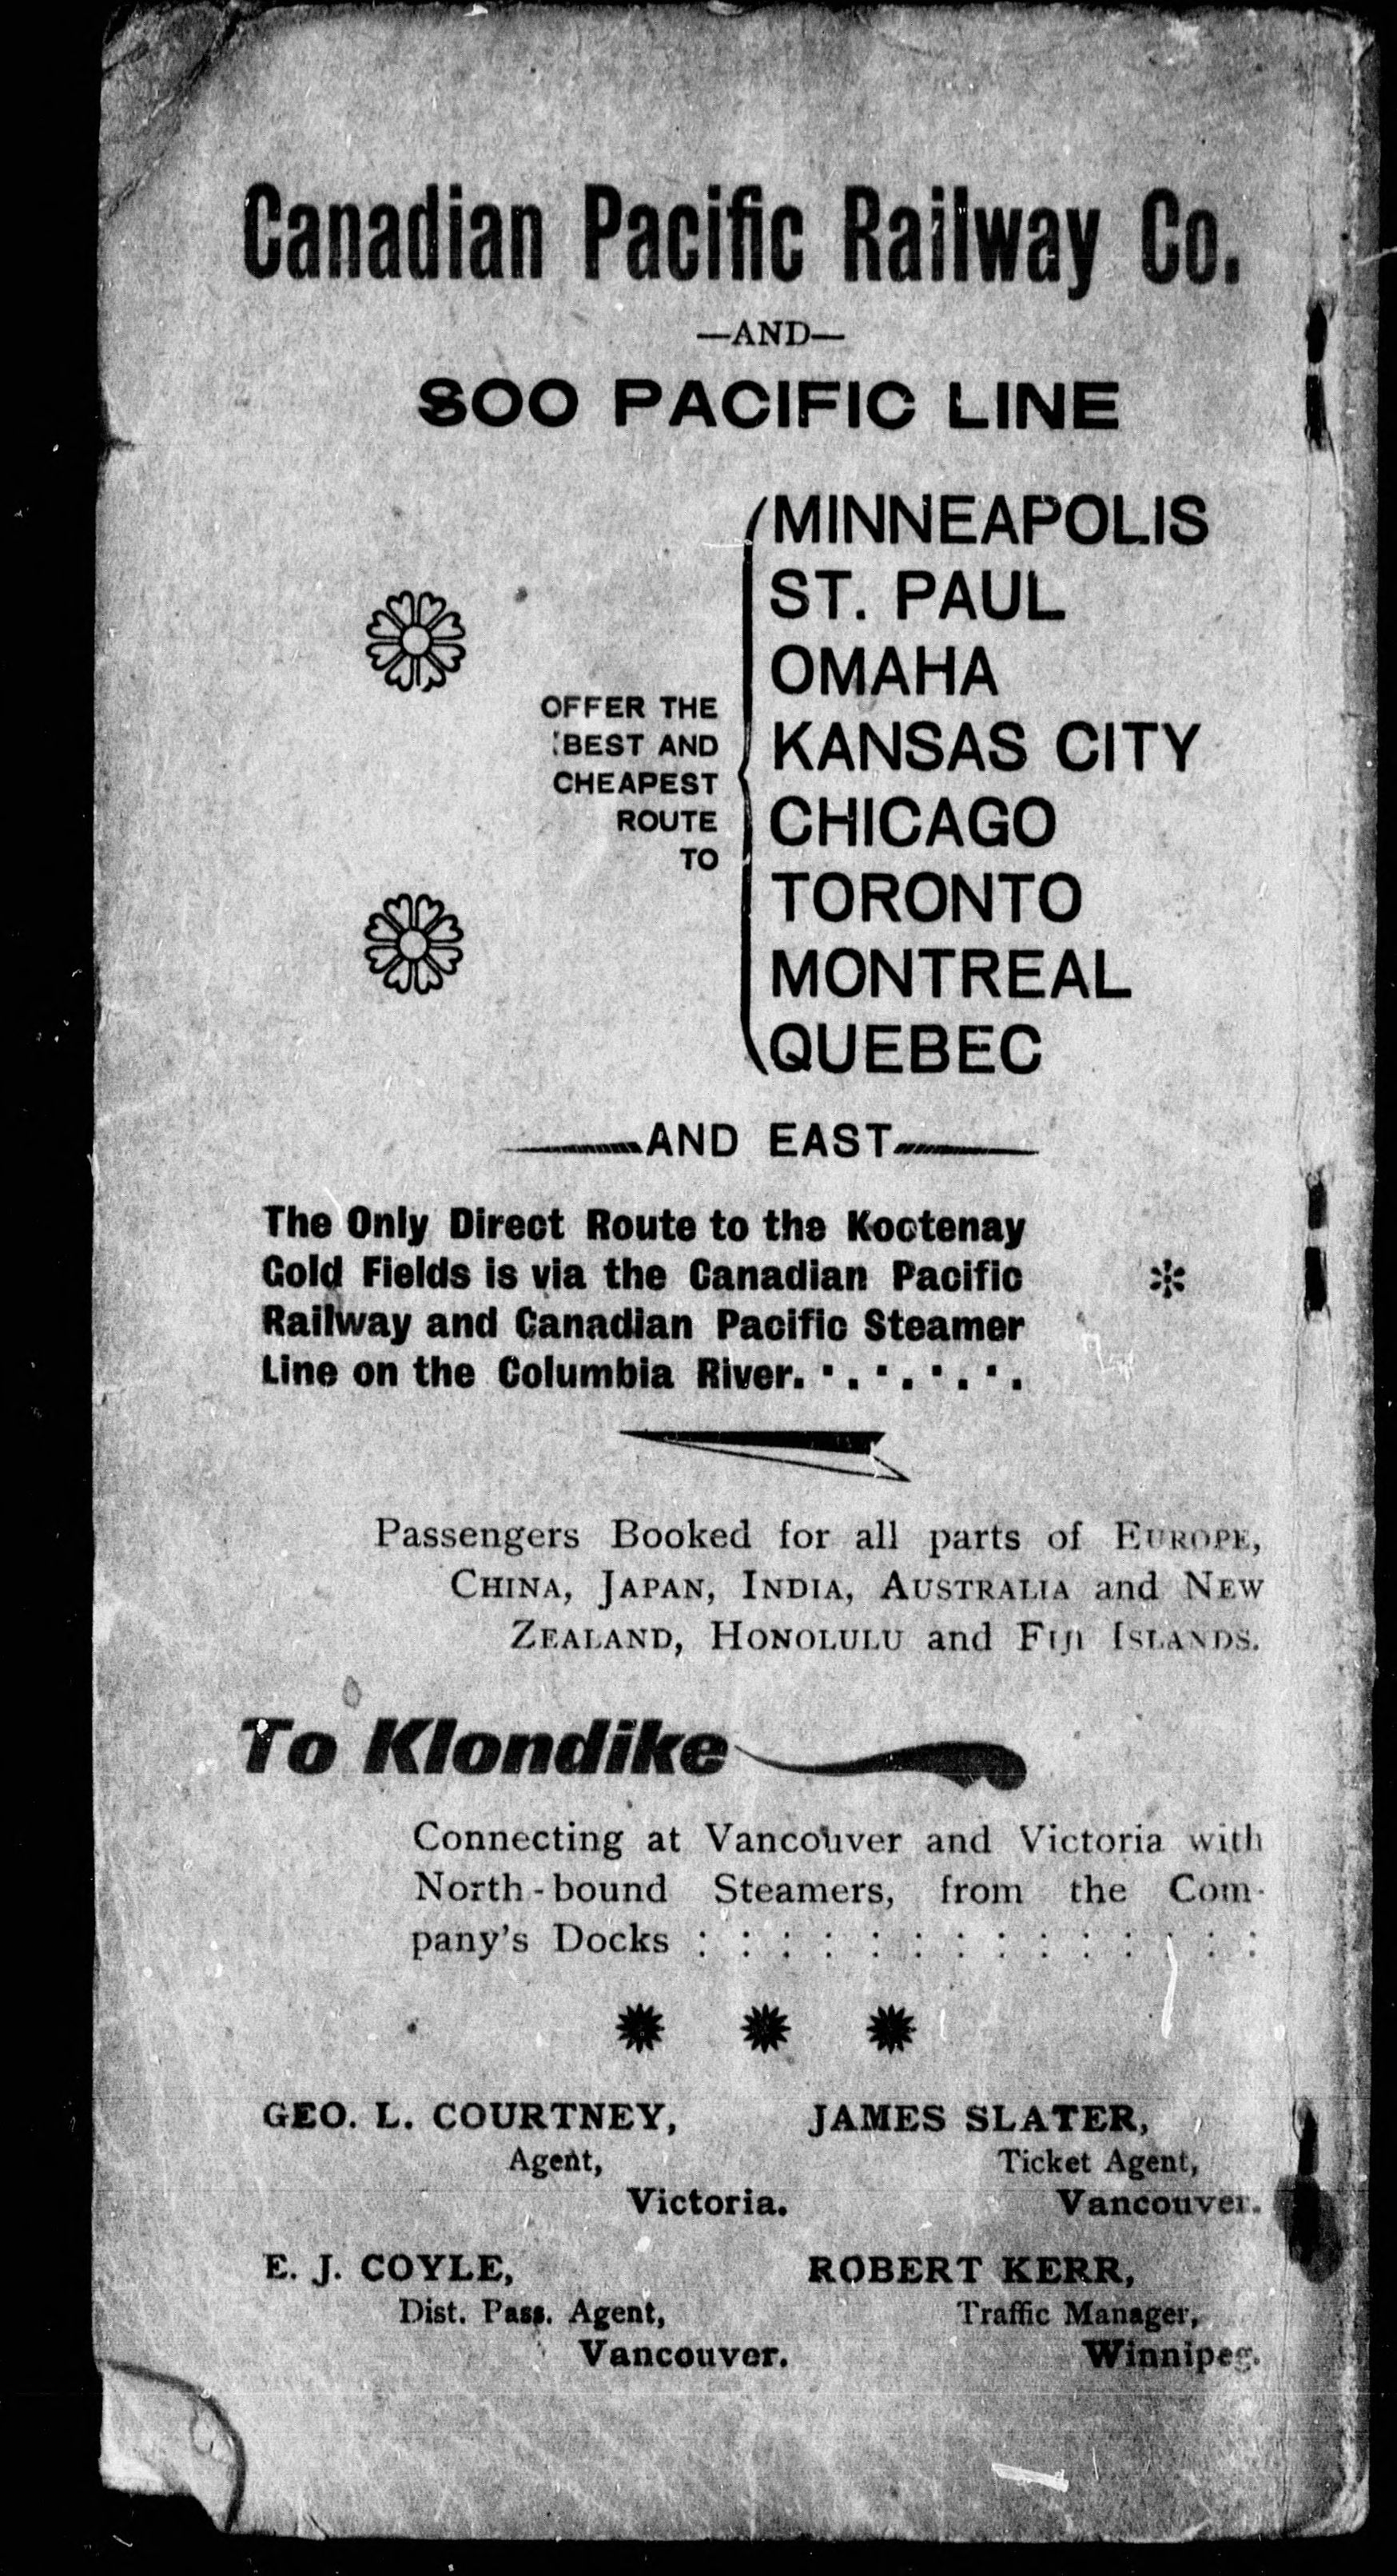 Canadian Pacific Railway Co.
—AND—
SOO PACIFIC LINE
OFFER THE
BEST AND
CHEAPEST
ROUTE
TO
MINNEAPOLIS
ST. PAUL
OMAHA
KANSAS CITY
CHICAGO
TORONTO
MONTREAL
QUEBEC
AND EAST
The Only Direct Route to the Kootenay
Gold Fields is via the Canadian Pacific
Railway and Canadian Pacific Steamer
Line on the Columbia River.
Passengers Booked for all parts of EUROPE,
CHINA, JAPAN, INDIA, AUSTRALIA and NEW
ZEALAND, HONOLULU and FIJI ISLANDS.
To Klondike
Connecting at Vancouver and Victoria with
North-bound Steamers, from the Com-
pany's Docks : : : : : : : : : : : : : :
GEO. L. COURTNEY,
Agent,
Victoria.
JAMES SLATER,
Ticket Agent,
Vancouver.
E. J. COYLE,
Dist. Pass. Agent,
Vancouver.
ROBERT KERR,
Traffic Manager,
Winnipeg.